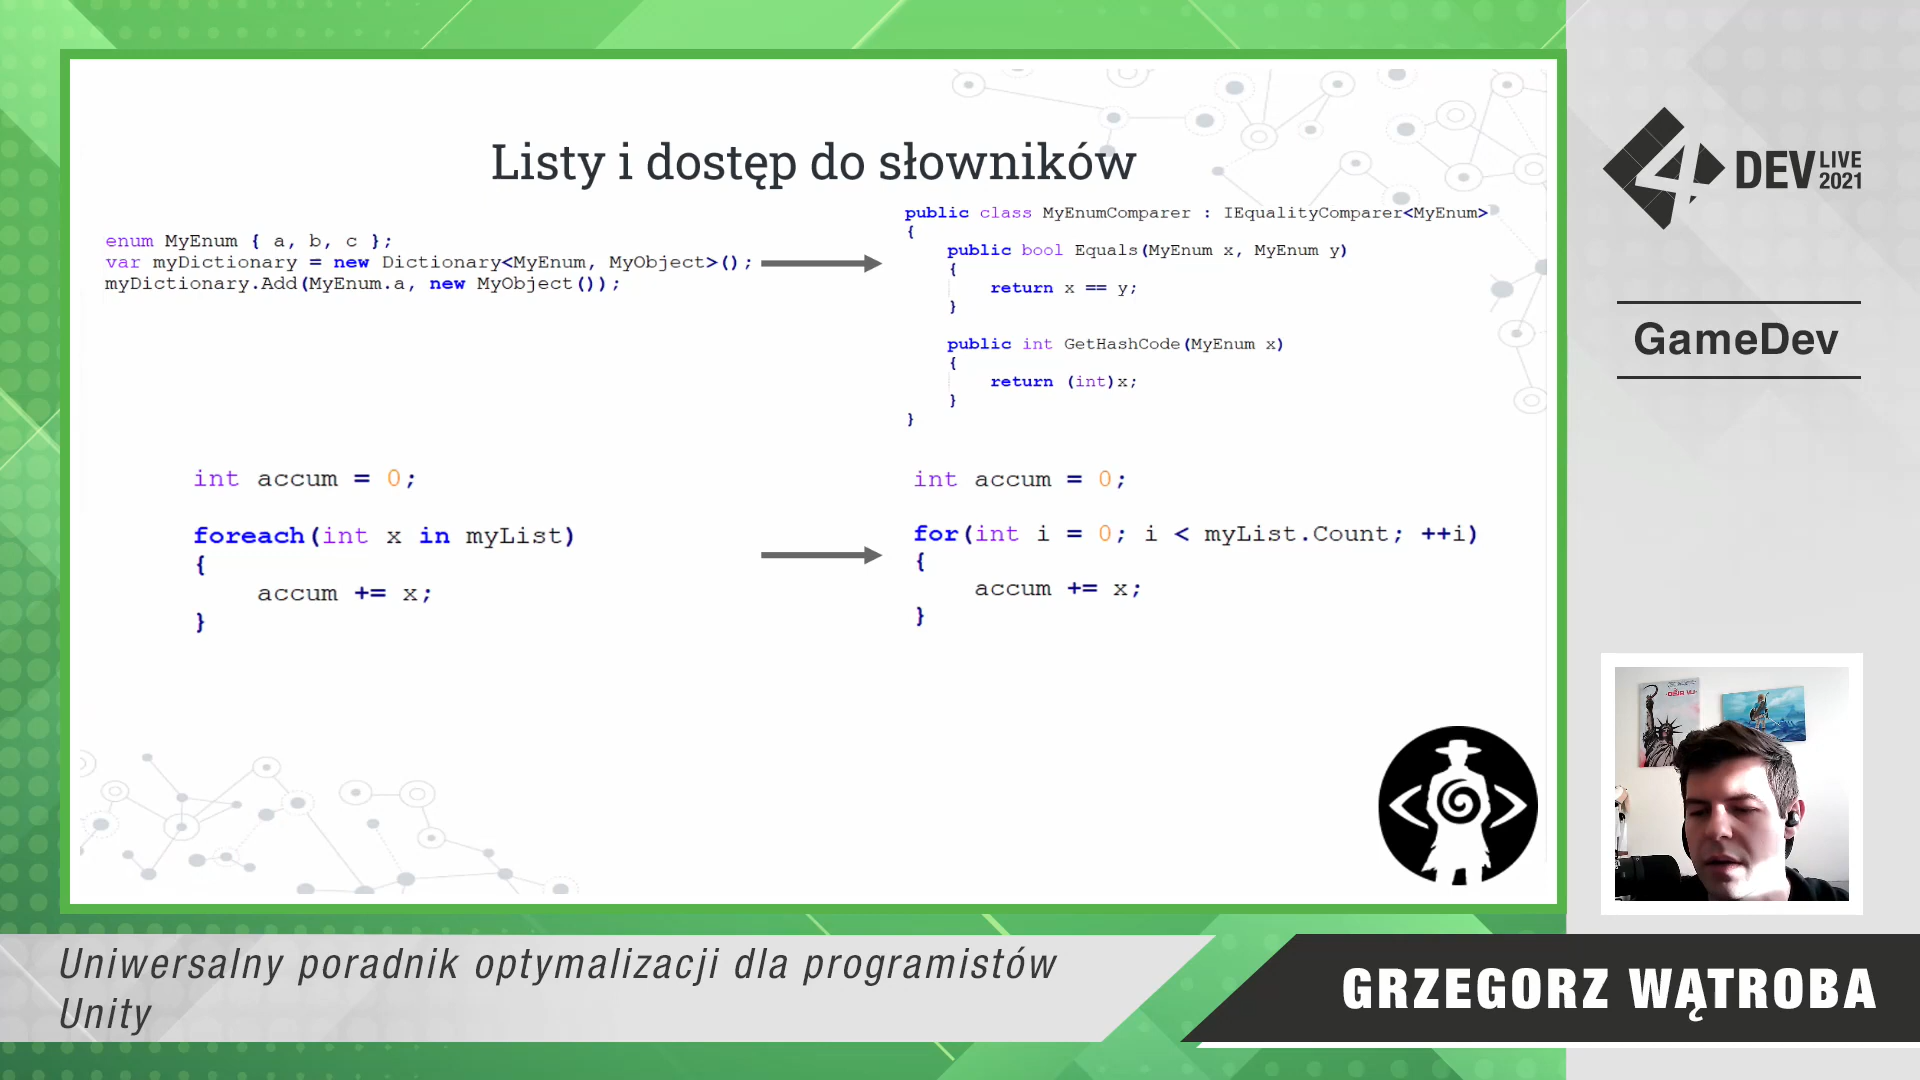 Listy i dostęp do słowników
enum MyEnum { a, b, c };
var myDictionary = new Dictionary<MyEnum, MyObject>();
myDictionary.Add(MyEnum.a, new MyObject());
public class MyEnumComparer : IEqualityComparer<MyEnum>
{
public bool Equals(MyEnum x, MyEnum y)
{
return x == y;
}
public int GetHashCode(MyEnum x)
{
return (int)x;
}
}
int accum = 0;
foreach(int x in myList)
{
accum += x;
}
int accum = 0;
for(int i = 0; i < myList.Count; ++i)
{
accum += x;
}
4
DEV LIVE
2021
GameDev
Uniwersalny poradnik optymalizacji dla programistów
Unity
GRZEGORZ WĄTROBA